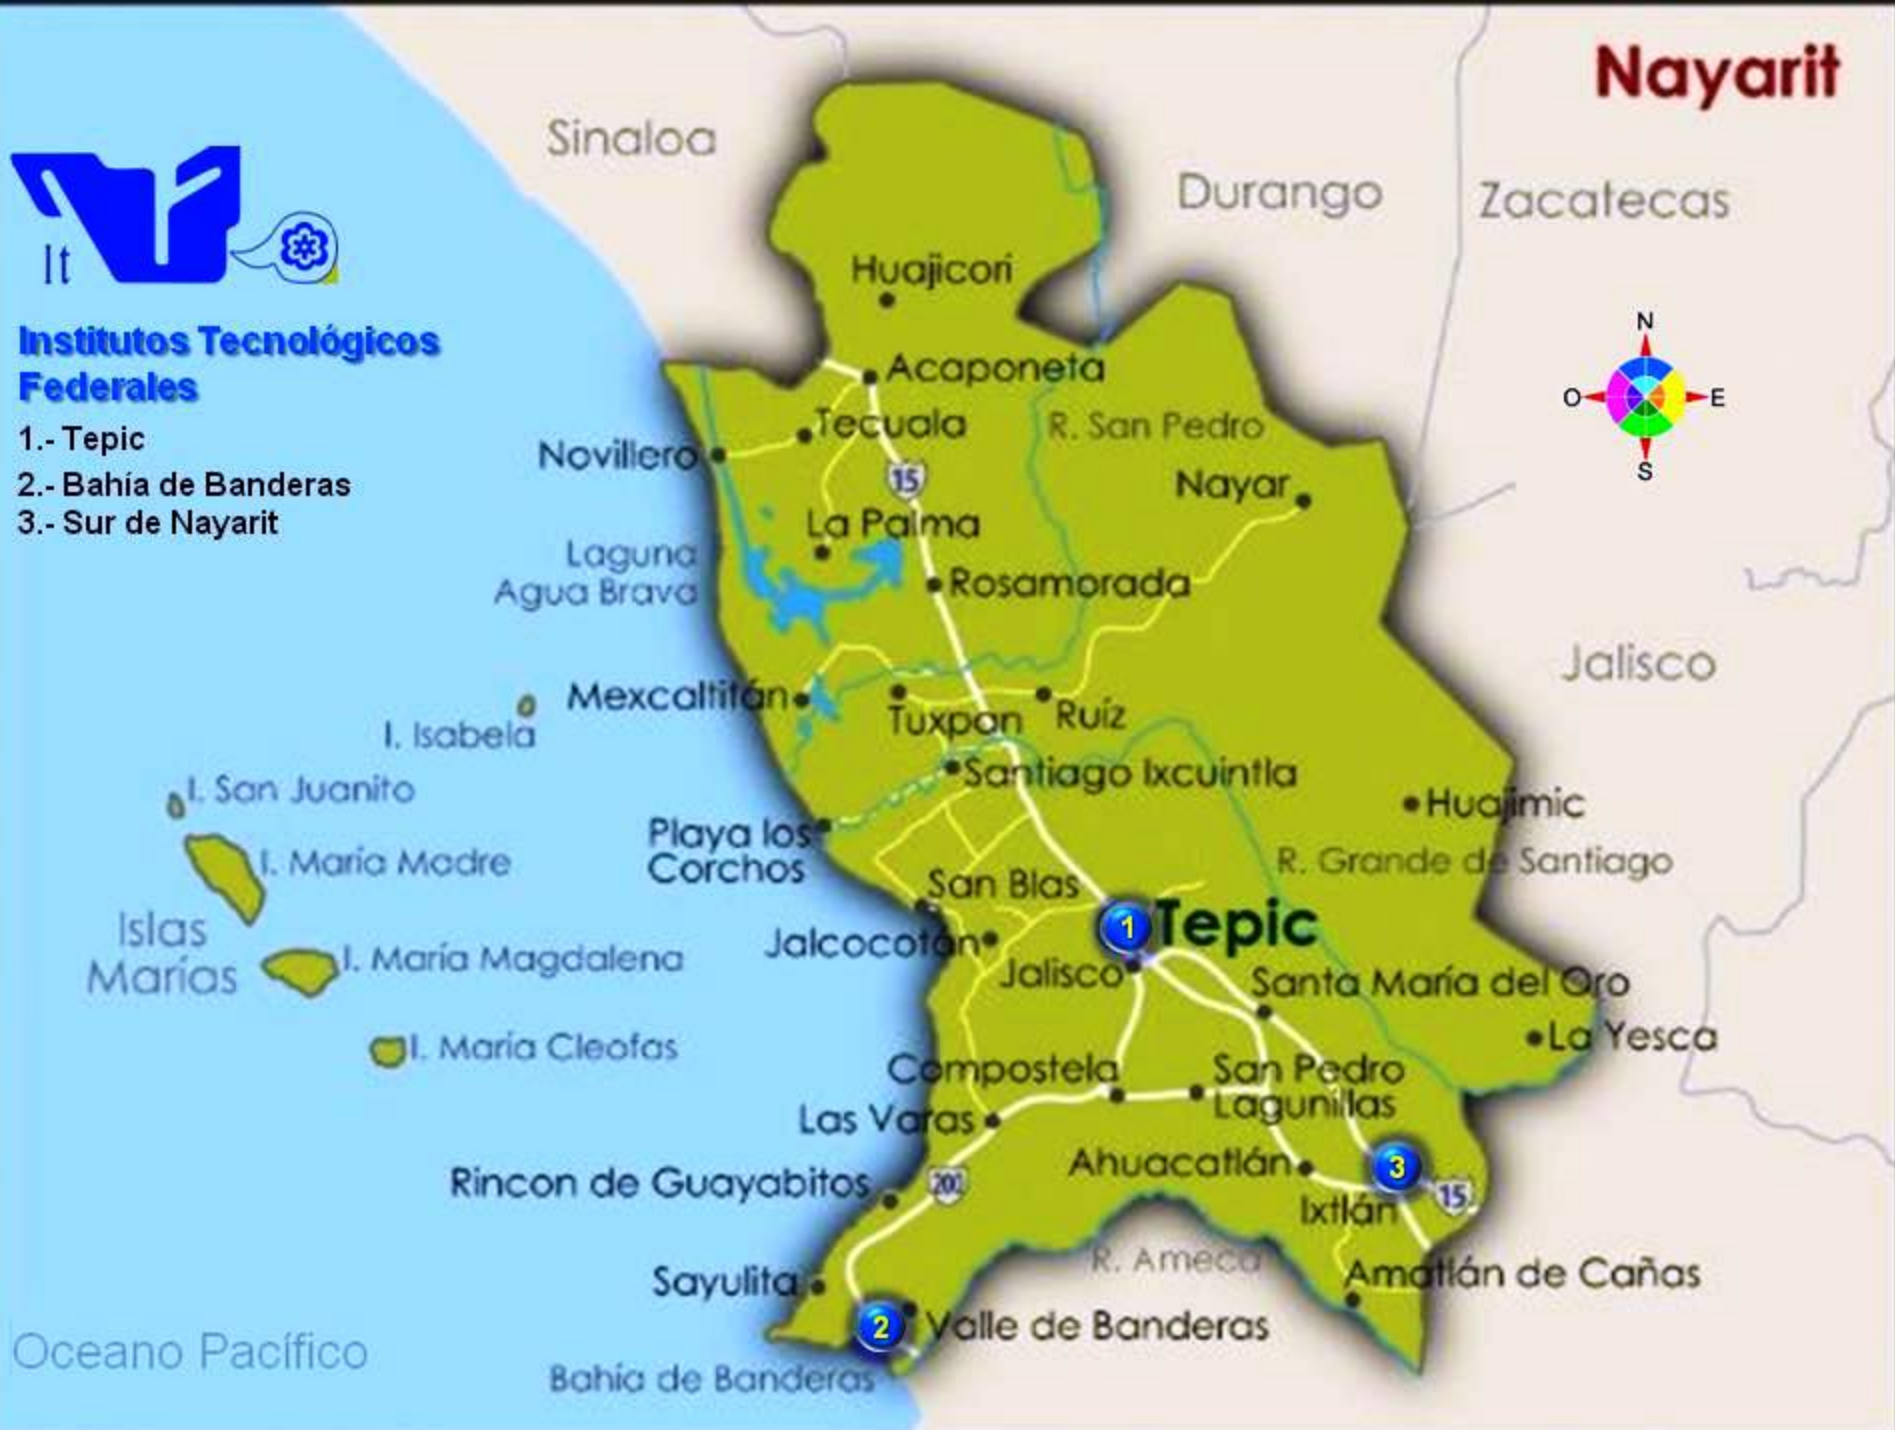 Nayarit
Sinaloa
Durango
Zacatecas
It
Institutos Tecnológicos
Federales
1.- Tepic
2.- Bahía de Banderas
3.- Sur de Nayarit
N
O
E
S
Huajicori
Acaponeta
Tecuala
R. San Pedro
Novillero
15
Nayar
La Palma
Laguna
Agua Brava
Rosamorada
Jalisco
Mexcaltitán
I. Isabela
Tuxpan
Ruíz
Santiago Ixcuintla
I. San Juanito
Huajimic
Playa los
Corchos
I. María Madre
R. Grande de Santiago
San Blas
1
Tepic
Islas
Marías
Jalcocotán
I. María Magdalena
Jalisco
Santa María del Oro
La Yesca
I. María Cleofas
Compostela
San Pedro
Lagunillas
Las Varas
Ahuacatlán
3
Rincon de Guayabitos
200
15
Ixtlán
R. Ameca
Sayulita
Amatlán de Cañas
2
Valle de Banderas
Oceano Pacífico
Bahía de Banderas